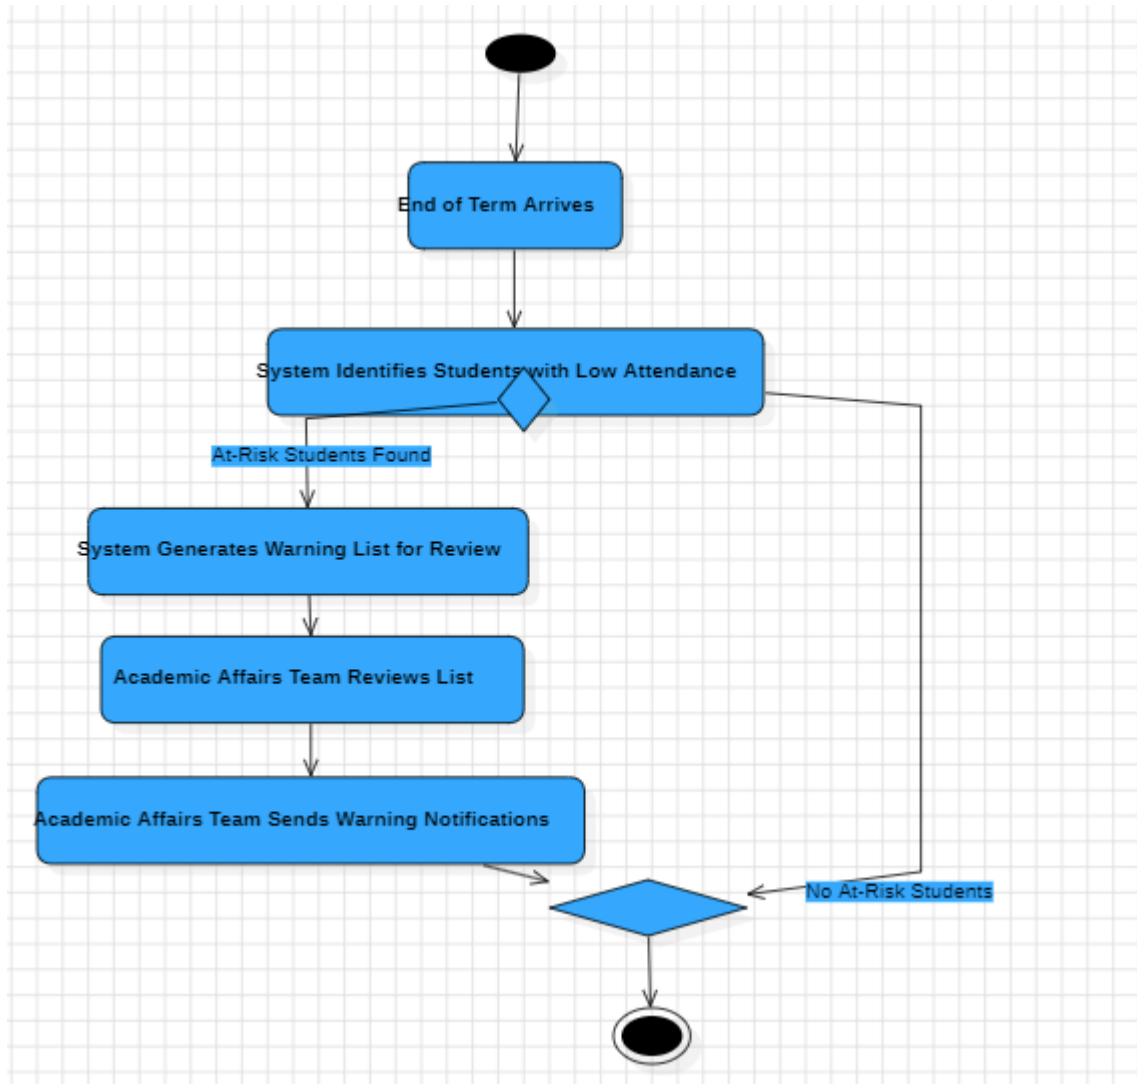 End of Term Arrives
System Identifies Students with Low Attendance
At-Risk Students Found
System Generates Warning List for Review
Academic Affairs Team Reviews List
Academic Affairs Team Sends Warning Notifications
No At-Risk Students